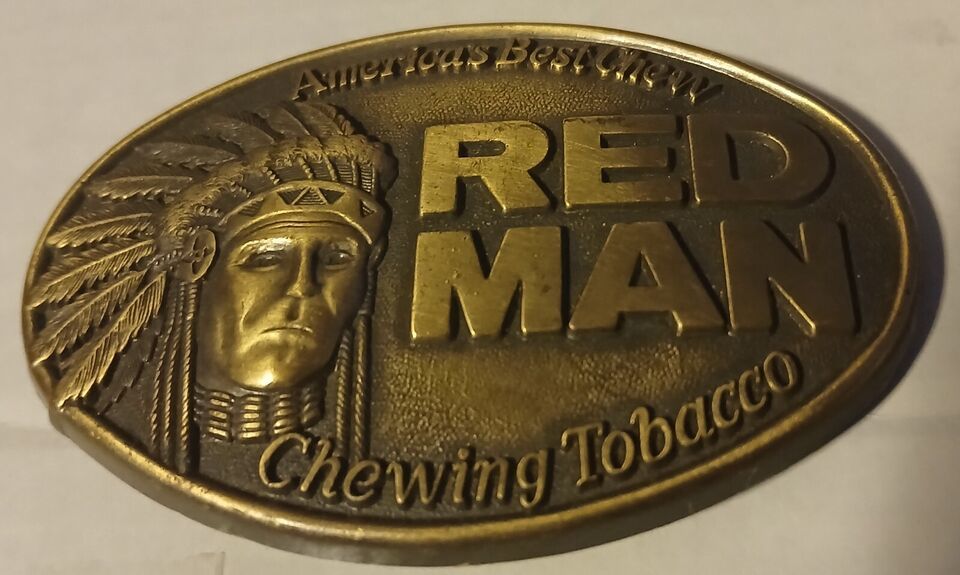 America's Best Chew
RED
MAN
Chewing Tobacco